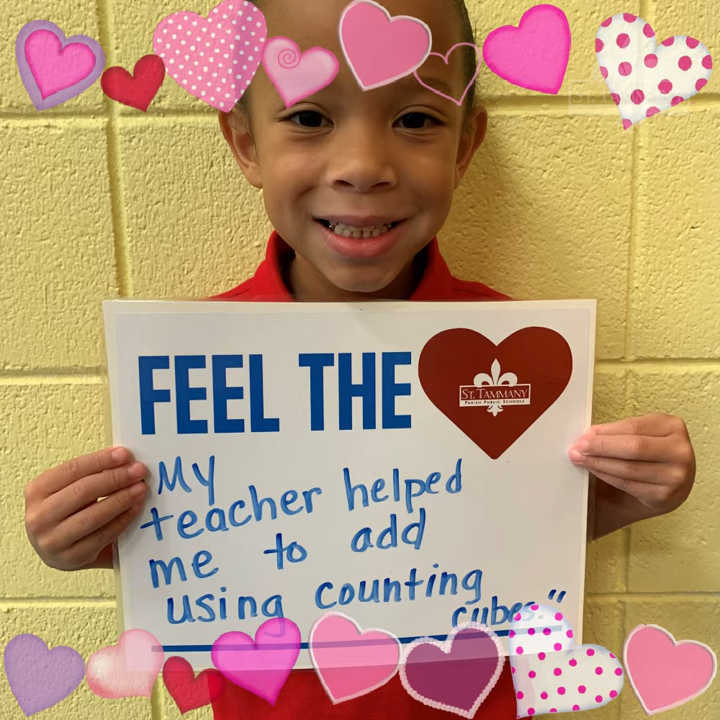 FEEL THE
ST. TAMMANY
PARISH PUBLIC SCHOOLS
My
teacher helped
me to add
using counting
cubes."